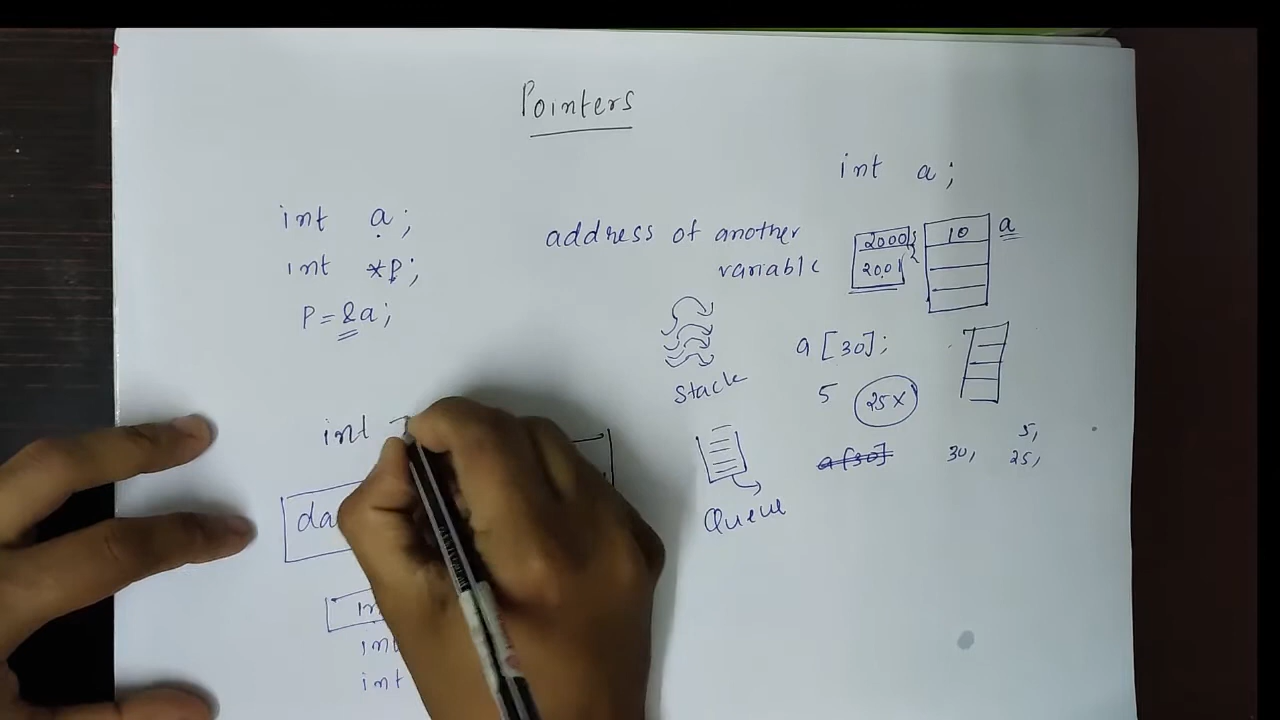 Pointers
int a;
int a;
int *p;
P = &a;
address of another
variable
2000
2001
10
a
a[30];
5
25x
Stack
a[30]
30,
5,
25,
Queue
int
int
int